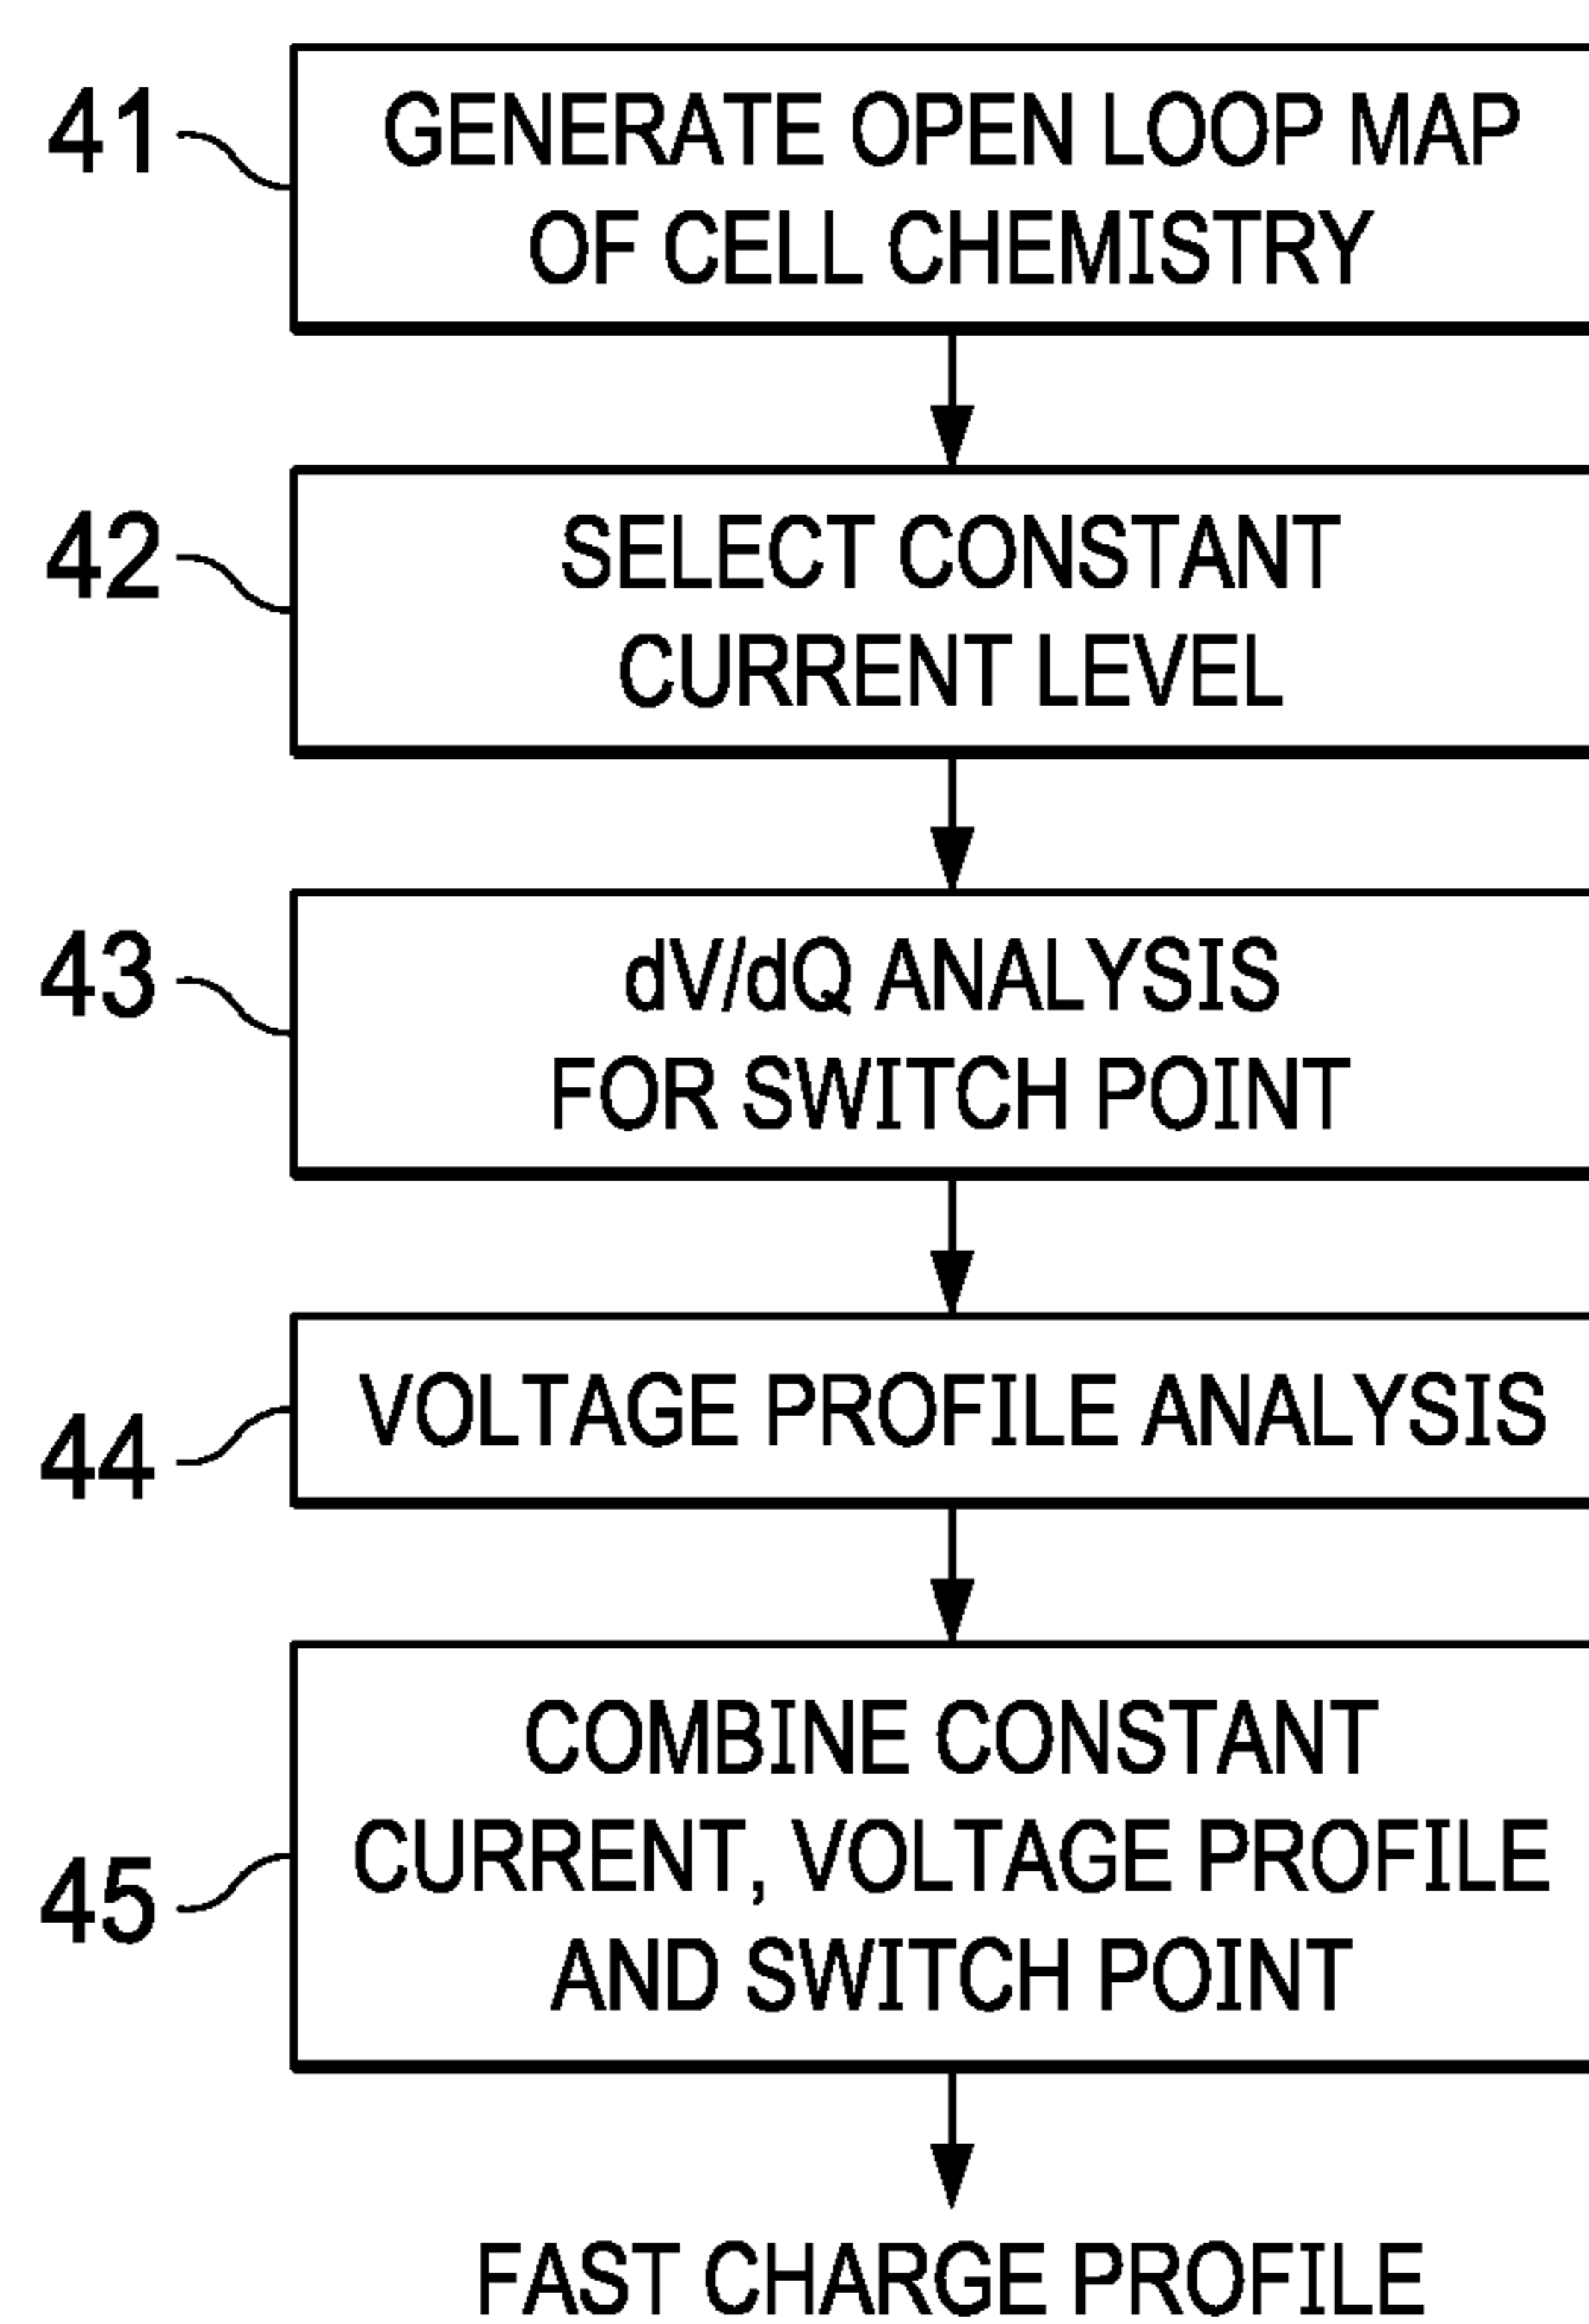 41
GENERATE OPEN LOOP MAP
OF CELL CHEMISTRY
42
SELECT CONSTANT
CURRENT LEVEL
43
dV/dQ ANALYSIS
FOR SWITCH POINT
44
VOLTAGE PROFILE ANALYSIS
45
COMBINE CONSTANT
CURRENT, VOLTAGE PROFILE
AND SWITCH POINT
FAST CHARGE PROFILE